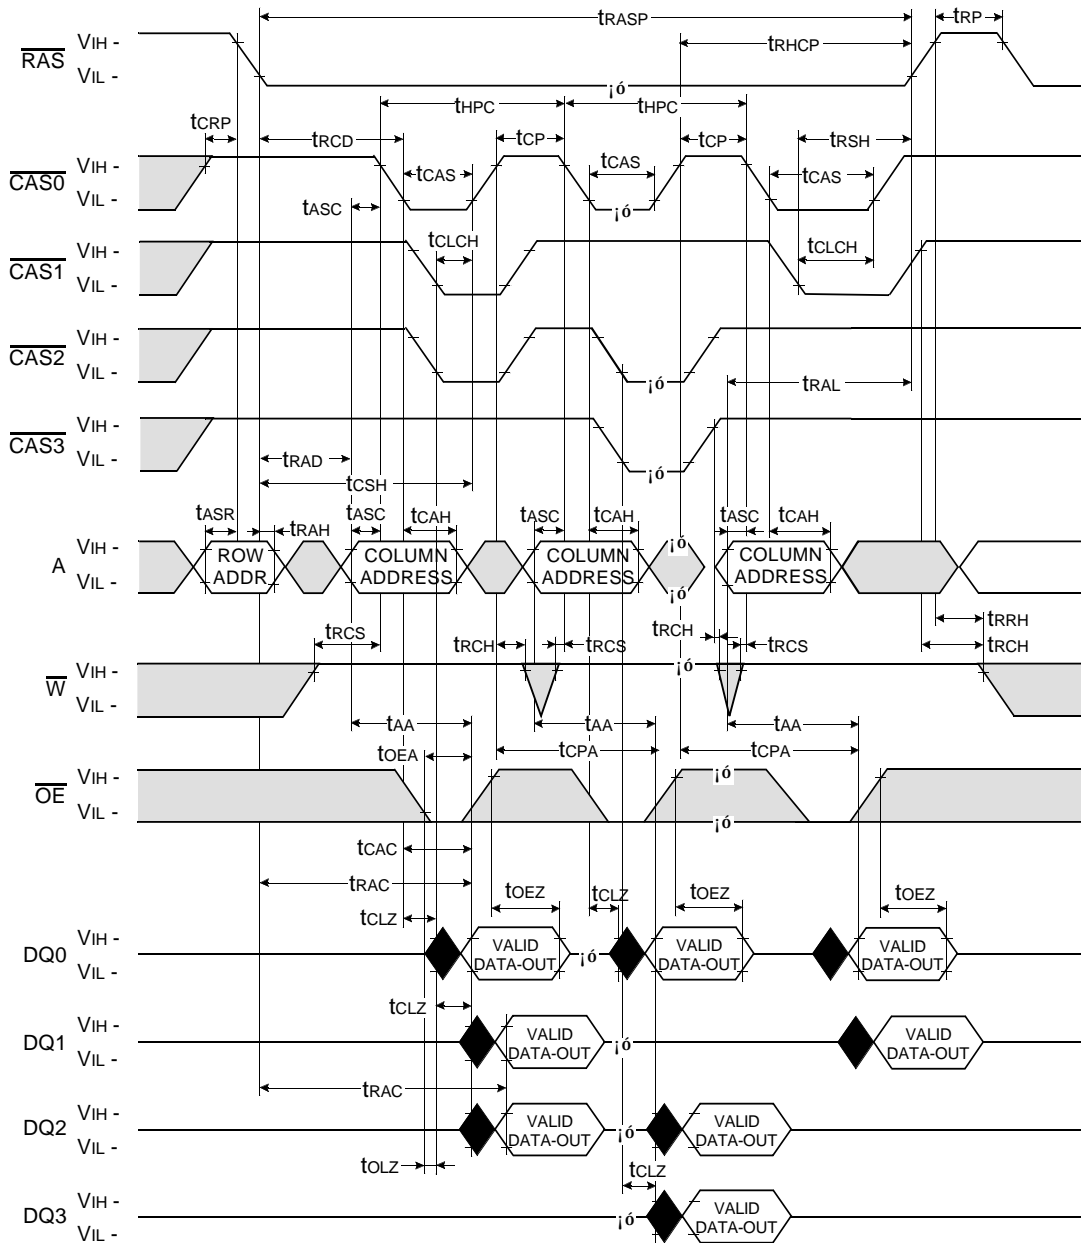 tRASP
tRP
RAS
VIH -
VIL -
tRHCP
¡ó
tHPC
tHPC
tCRP
tRCD
tCP
tCP
tRSH
CAS0
VIH -
VIL -
tCAS
tCAS
tCAS
¡ó
tASC
CAS1
VIH -
VIL -
tCLCH
tCLCH
CAS2
VIH -
VIL -
¡ó
tRAL
CAS3
VIH -
VIL -
¡ó
tRAD
tCSH
tASR
tRAH
tASC
tCAH
tASC
tCAH
tASC
tCAH
A
VIH -
VIL -
ROW
ADDR.
COLUMN
ADDRESS
COLUMN
ADDRESS
¡ó
¡ó
COLUMN
ADDRESS
tRCS
tRCH
tRCS
tRCH
tRCS
tRRH
tRCH
W
VIH -
VIL -
¡ó
tAA
tAA
tAA
tOEA
tCPA
tCPA
OE
VIH -
VIL -
¡ó
¡ó
tCAC
tRAC
tCLZ
tOEZ
tCLZ
tOEZ
tOEZ
DQ0
VIH -
VIL -
VALID
DATA-OUT
¡ó
VALID
DATA-OUT
VALID
DATA-OUT
tCLZ
DQ1
VIH -
VIL -
VALID
DATA-OUT
¡ó
VALID
DATA-OUT
tRAC
DQ2
VIH -
VIL -
VALID
DATA-OUT
¡ó
VALID
DATA-OUT
tOLZ
tCLZ
DQ3
VIH -
VIL -
¡ó
VALID
DATA-OUT